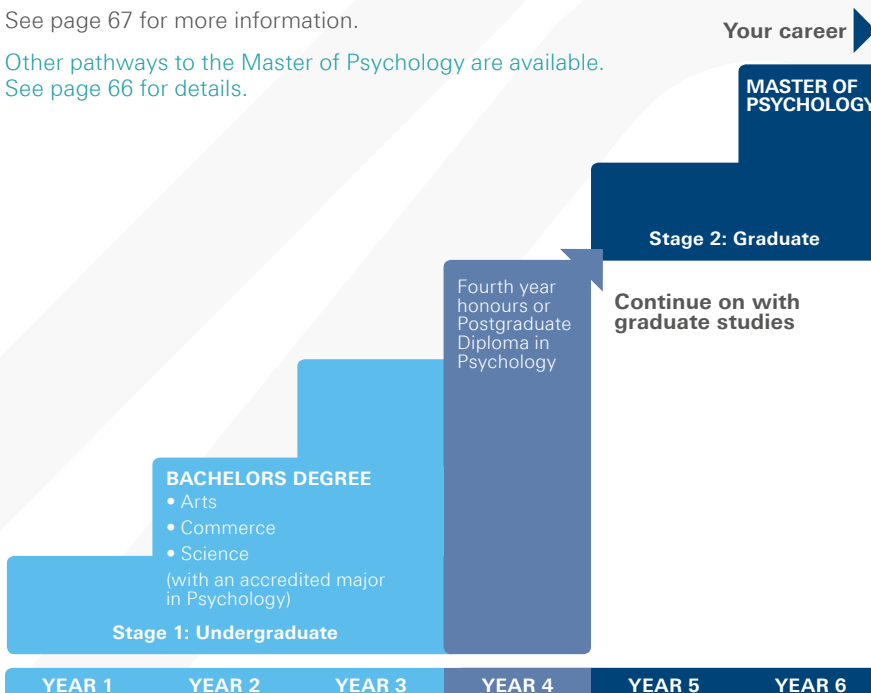 See page 67 for more information.
Other pathways to the Master of Psychology are available.
See page 66 for details.
Your career
MASTER OF
PSYCHOLOGY
Stage 2: Graduate
Fourth year
honours or
Postgraduate
Diploma in
Psychology
Continue on with
graduate studies
BACHELORS DEGREE
• Arts
• Commerce
• Science
(with an accredited major
in Psychology)
Stage 1: Undergraduate
YEAR 1 YEAR 2 YEAR 3 YEAR 4 YEAR 5 YEAR 6